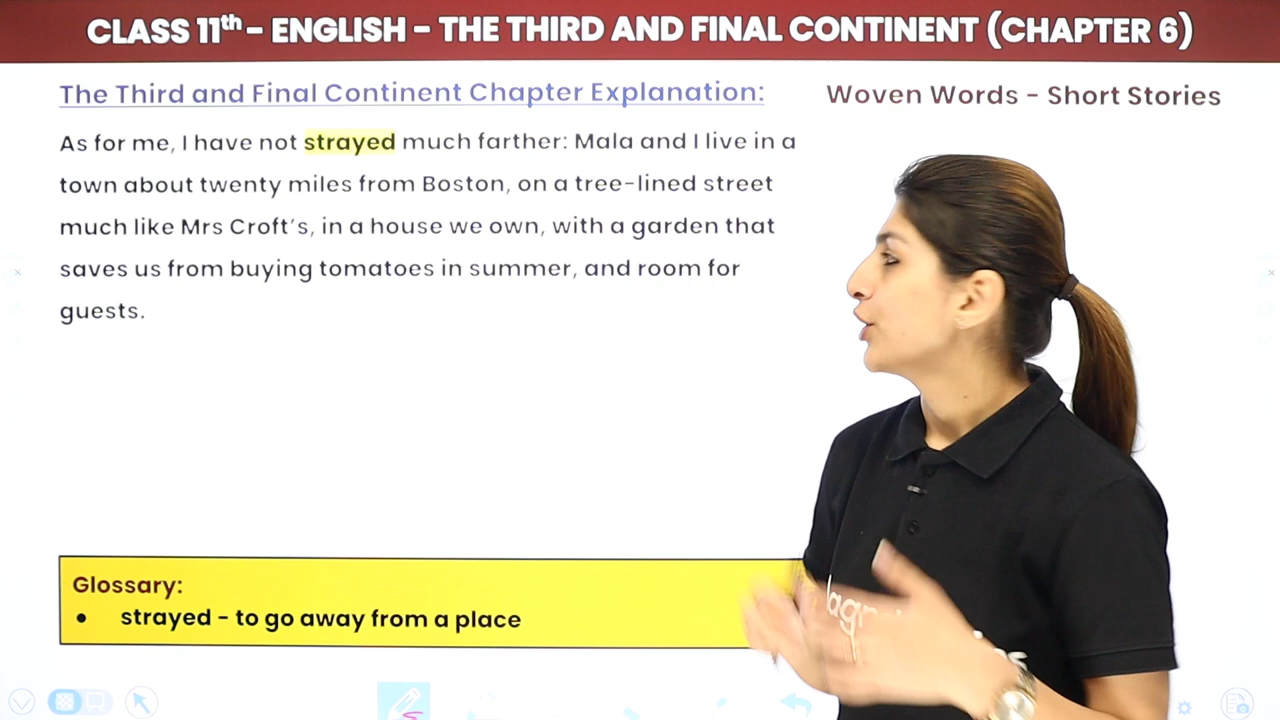 CLASS 11th - ENGLISH - THE THIRD AND FINAL CONTINENT (CHAPTER 6)
The Third and Final Continent Chapter Explanation:
Woven Words - Short Stories
As for me, I have not strayed much farther: Mala and I live in a
town about twenty miles from Boston, on a tree-lined street
much like Mrs Croft's, in a house we own, with a garden that
saves us from buying tomatoes in summer, and room for
guests.
Glossary:
• strayed - to go away from a place